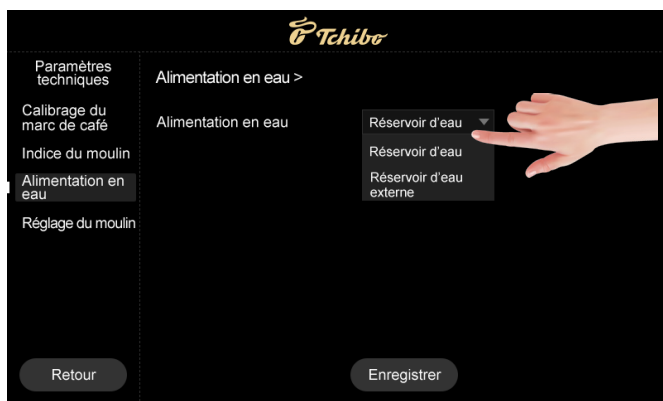 Tchibo
Paramètres
techniques
Calibrage du
marc de café
Indice du moulin
Alimentation en
eau
Réglage du moulin
Alimentation en eau >
Alimentation en eau
Réservoir d'eau
Réservoir d'eau
Réservoir d'eau
externe
Retour
Enregistrer